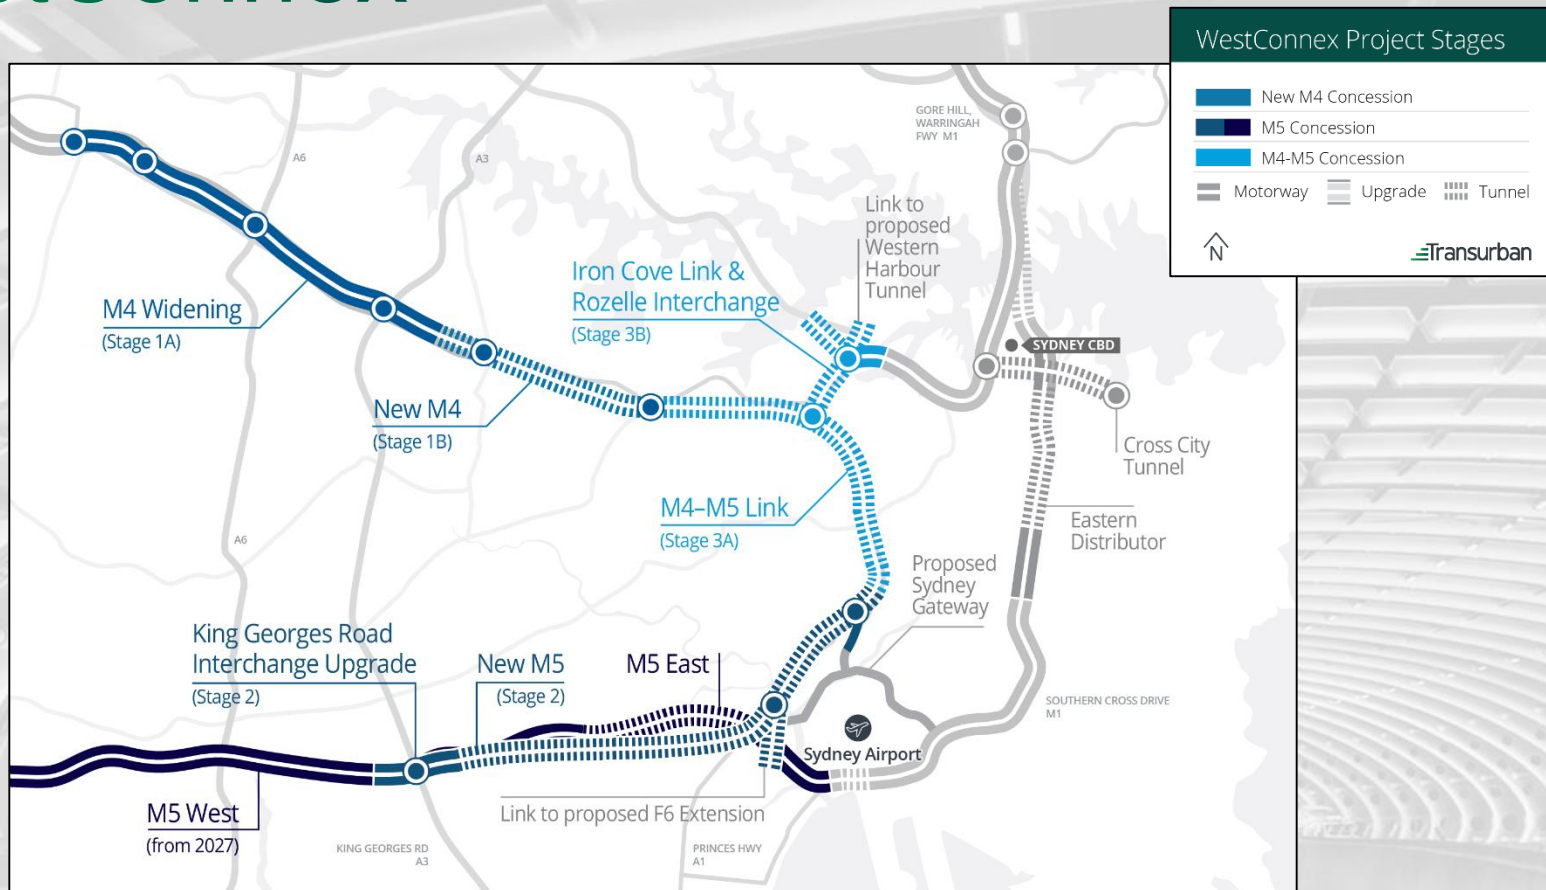 WestConnex Project Stages
New M4 Concession
M5 Concession
M4-M5 Concession
Motorway
Upgrade
Tunnel
N
Transurban
GORE HILL,
WARRINGAH
FWY M1
A6
A3
Link to
proposed
Western
Harbour
Tunnel
Iron Cove Link &
Rozelle Interchange
(Stage 3B)
M4 Widening
(Stage 1A)
SYDNEY CBD
New M4
(Stage 1B)
Cross City
Tunnel
M4–M5 Link
(Stage 3A)
Eastern
Distributor
A6
Proposed
Sydney
Gateway
King Georges Road
Interchange Upgrade
(Stage 2)
New M5
(Stage 2)
M5 East
SOUTHERN CROSS DRIVE
M1
Sydney Airport
M5 West
(from 2027)
Link to proposed F6 Extension
KING GEORGES RD
A3
PRINCES HWY
A1